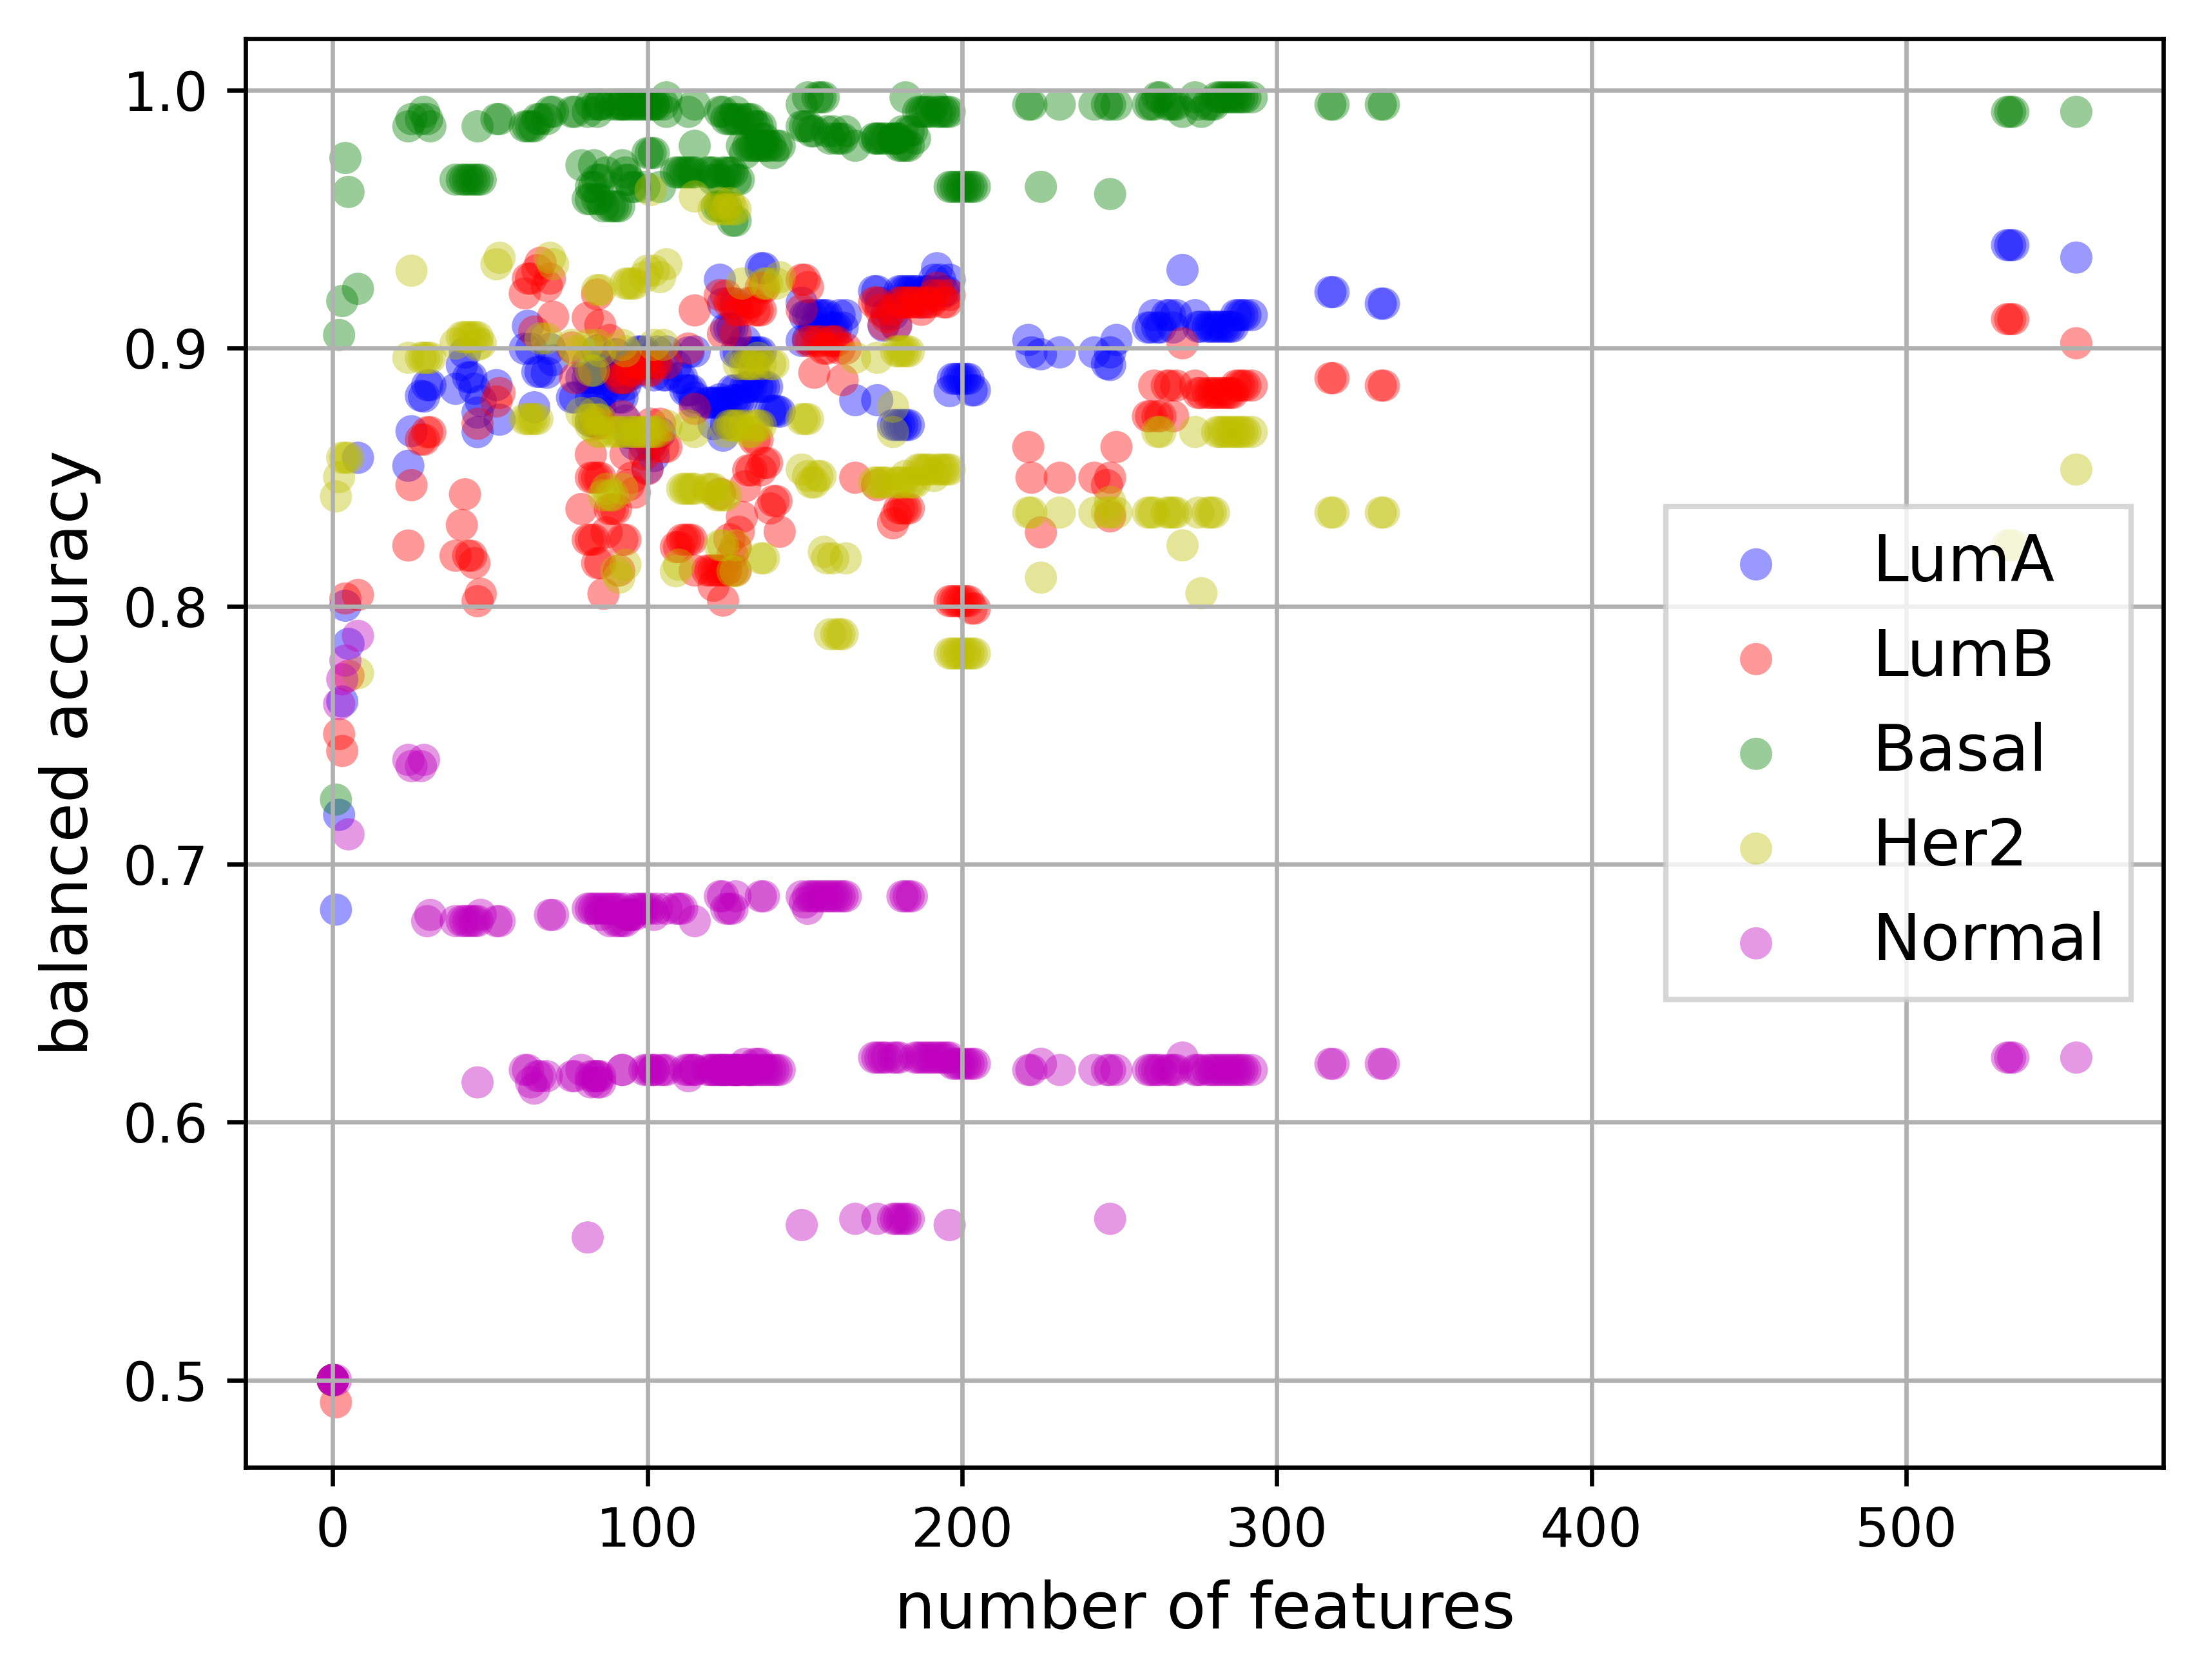 1.0
0.9
0.8
0.7
0.6
0.5
balanced accuracy
LumA
LumB
Basal
Her2
Normal
0 100 200 300 400 500
number of features